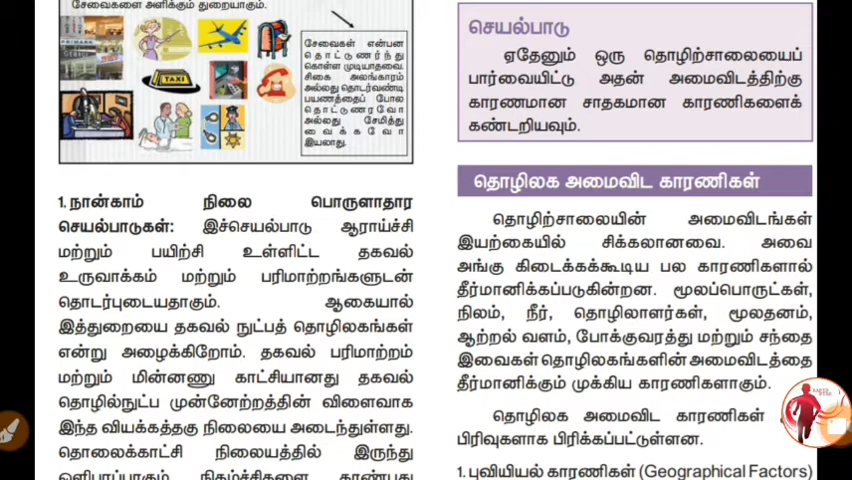 சேவைகளை அளிக்கும் துறையாகும்.
சேவைகள் என்பன
தொட்டுணர்ந்து
கொள்ள முடியாதவை.
சிகை அலங்காரம்
அல்லது தொடர்வண்டி
பயணத்தைப் போல
தொட்டுணரவோ
அல்லது சேமித்து
வைக்கவோ
இயலாது.
TAXI
1. நான்காம் நிலை பொருளாதார
செயல்பாடுகள்: இச்செயல்பாடு ஆராய்ச்சி
மற்றும் பயிற்சி உள்ளிட்ட தகவல்
உருவாக்கம் மற்றும் பரிமாற்றங்களுடன்
தொடர்புடையதாகும். ஆகையால்
இத்துறையை தகவல் நுட்பத் தொழிலகங்கள்
என்று அழைக்கிறோம். தகவல் பரிமாற்றம்
மற்றும் மின்னணு காட்சியானது தகவல்
தொழில்நுட்ப முன்னேற்றத்தின் விளைவாக
இந்த வியக்கத்தகு நிலையை அடைந்துள்ளது.
தொலைக்காட்சி நிலையத்தில் இருந்து
ஒளிபரப்பாகும் நிகழ்ச்சிகளை காண்பது
செயல்பாடு
ஏதேனும் ஒரு தொழிற்சாலையைப்
பார்வையிட்டு அதன் அமைவிடத்திற்கு
காரணமான சாதகமான காரணிகளைக்
கண்டறியவும்.
தொழிலக அமைவிட காரணிகள்
தொழிற்சாலையின் அமைவிடங்கள்
இயற்கையில் சிக்கலானவை. அவை
அங்கு கிடைக்கக்கூடிய பல காரணிகளால்
தீர்மானிக்கப்படுகின்றன. மூலப்பொருட்கள்,
நிலம், நீர், தொழிலாளர்கள், மூலதனம்,
ஆற்றல் வளம், போக்குவரத்து மற்றும் சந்தை
இவைகள் தொழிலகங்களின் அமைவிடத்தை
தீர்மானிக்கும் முக்கிய காரணிகளாகும்.
தொழிலக அமைவிட காரணிகள்
பிரிவுகளாக பிரிக்கப்பட்டுள்ளன.
1. புவியியல் காரணிகள் (Geographical Factors)